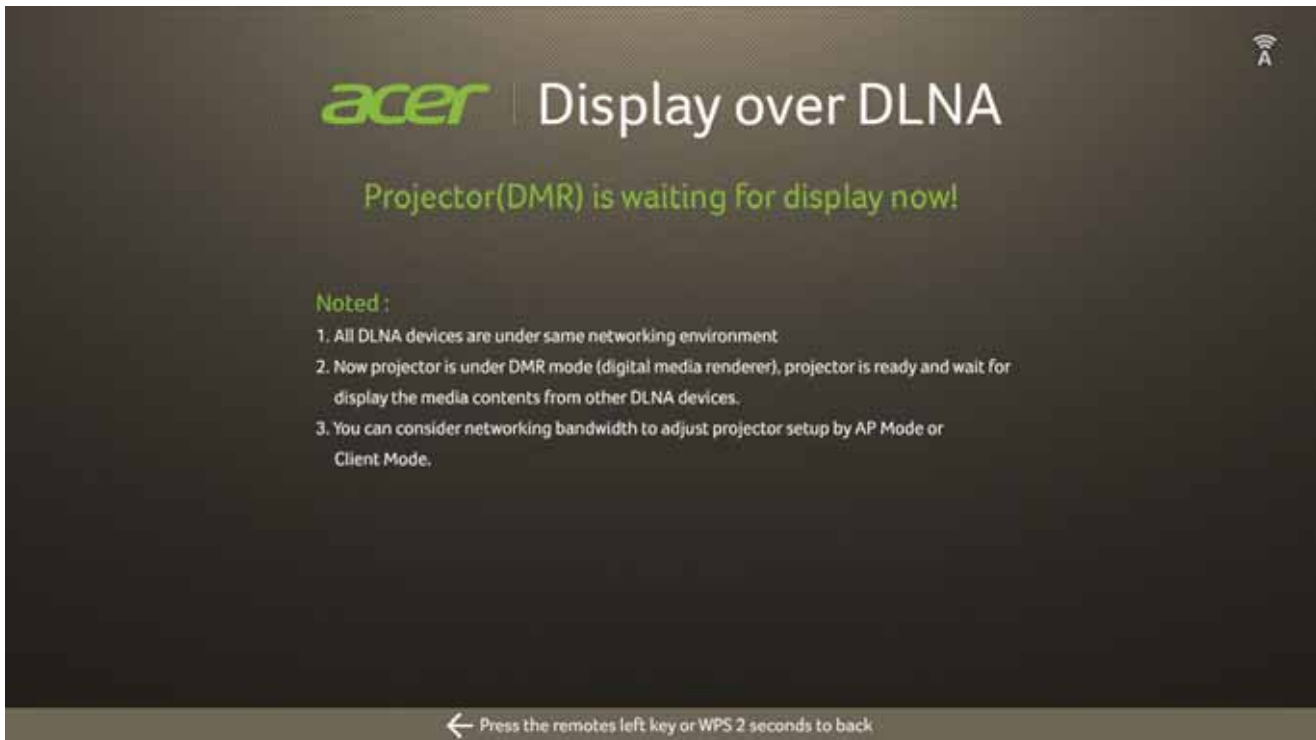 A
acer Display over DLNA
Projector(DMR) is waiting for display now!
Noted :
1. All DLNA devices are under same networking environment
2. Now projector is under DMR mode (digital media renderer), projector is ready and wait for
display the media contents from other DLNA devices.
3. You can consider networking bandwidth to adjust projector setup by AP Mode or
Client Mode.
Press the remotes left key or WPS 2 seconds to back